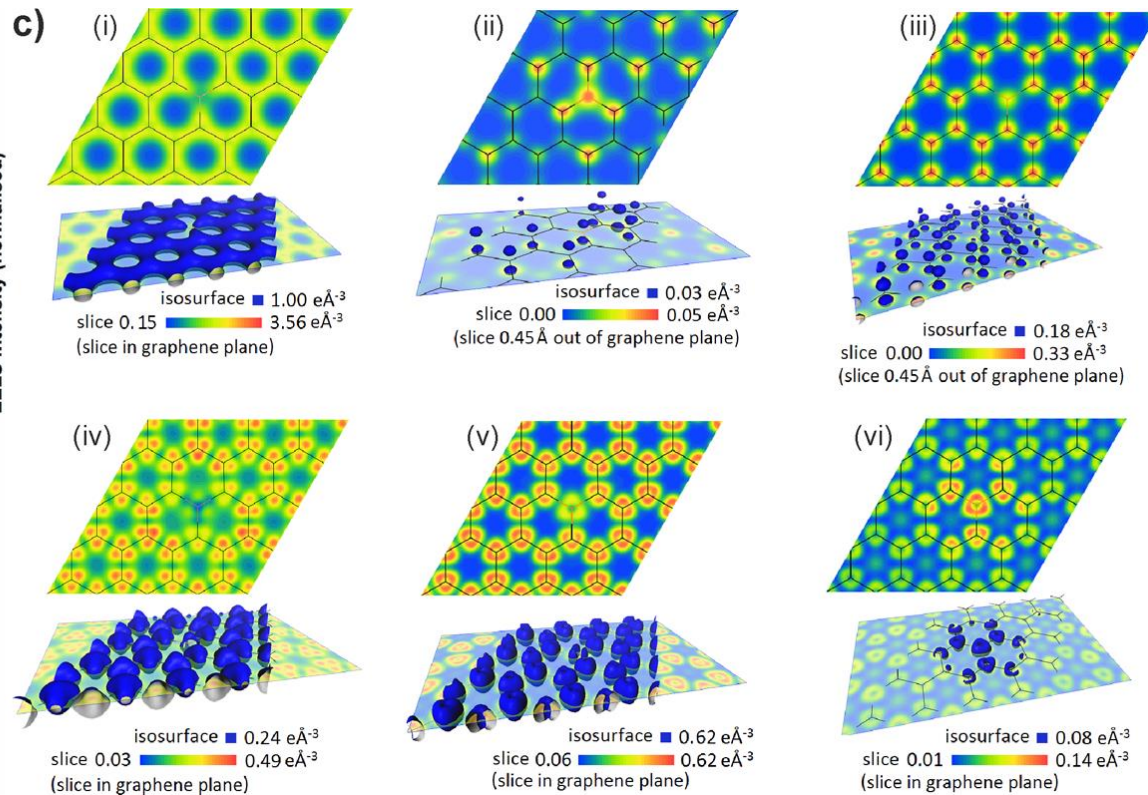 c)
(i)
(ii)
(iii)
isosurface 1.00 eÅ⁻³
slice 0.15 3.56 eÅ⁻³
(slice in graphene plane)
isosurface 0.03 eÅ⁻³
slice 0.00 0.05 eÅ⁻³
(slice 0.45Å out of graphene plane)
isosurface 0.18 eÅ⁻³
slice 0.00 0.33 eÅ⁻³
(slice 0.45Å out of graphene plane)
(iv)
(v)
(vi)
isosurface 0.24 eÅ⁻³
slice 0.03 0.49 eÅ⁻³
(slice in graphene plane)
isosurface 0.62 eÅ⁻³
slice 0.06 0.62 eÅ⁻³
(slice in graphene plane)
isosurface 0.08 eÅ⁻³
slice 0.01 0.14 eÅ⁻³
(slice in graphene plane)